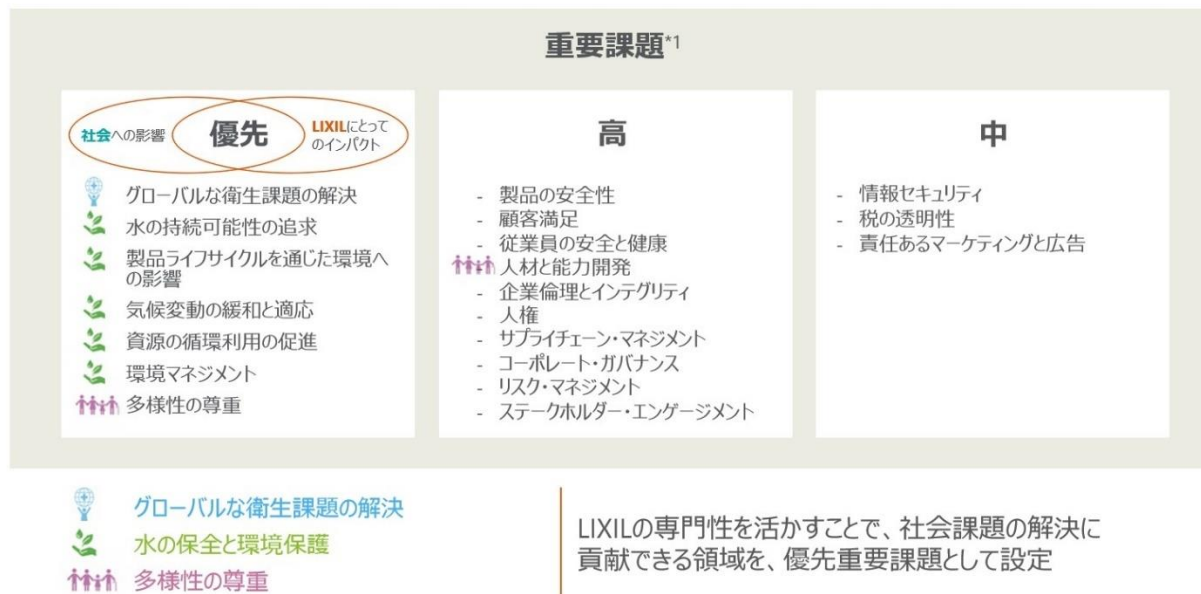 重要課題*1
社会への影響
優先
LIXILにとって
のインパクト
グローバルな衛生課題の解決
水の持続可能性の追求
製品ライフサイクルを通じた環境へ
の影響
気候変動の緩和と適応
資源の循環利用の促進
環境マネジメント
多様性の尊重
高
- 製品の安全性
- 顧客満足
- 従業員の安全と健康
人材と能力開発
- 企業倫理とインテグリティ
- 人権
- サプライチェーン・マネジメント
- コーポレート・ガバナンス
- リスク・マネジメント
- ステークホルダー・エンゲージメント
中
- 情報セキュリティ
- 税の透明性
- 責任あるマーケティングと広告
グローバルな衛生課題の解決
水の保全と環境保護
多様性の尊重
LIXILの専門性を活かすことで、社会課題の解決に
貢献できる領域を、優先重要課題として設定